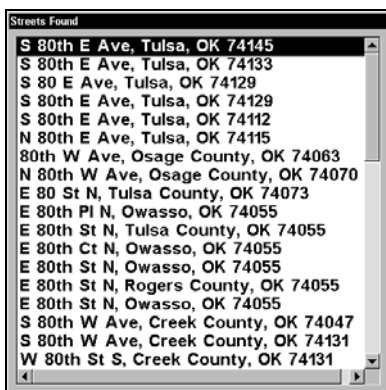 Streets Found
S 80th E Ave, Tulsa, OK 74145
S 80th E Ave, Tulsa, OK 74133
S 80 E Ave, Tulsa, OK 74129
S 80th E Ave, Tulsa, OK 74129
S 80th E Ave, Tulsa, OK 74112
N 80th E Ave, Tulsa, OK 74115
80th W Ave, Osage County, OK 74063
N 80th W Ave, Osage County, OK 74070
E 80 St N, Tulsa County, OK 74073
E 80th Pl N, Owasso, OK 74055
E 80th St N, Tulsa County, OK 74055
E 80th Ct N, Owasso, OK 74055
E 80th St N, Owasso, OK 74055
E 80th St N, Rogers County, OK 74055
E 80th St N, Owasso, OK 74055
S 80th W Ave, Creek County, OK 74047
S 80th W Ave, Creek County, OK 74131
W 80th St S, Creek County, OK 74131